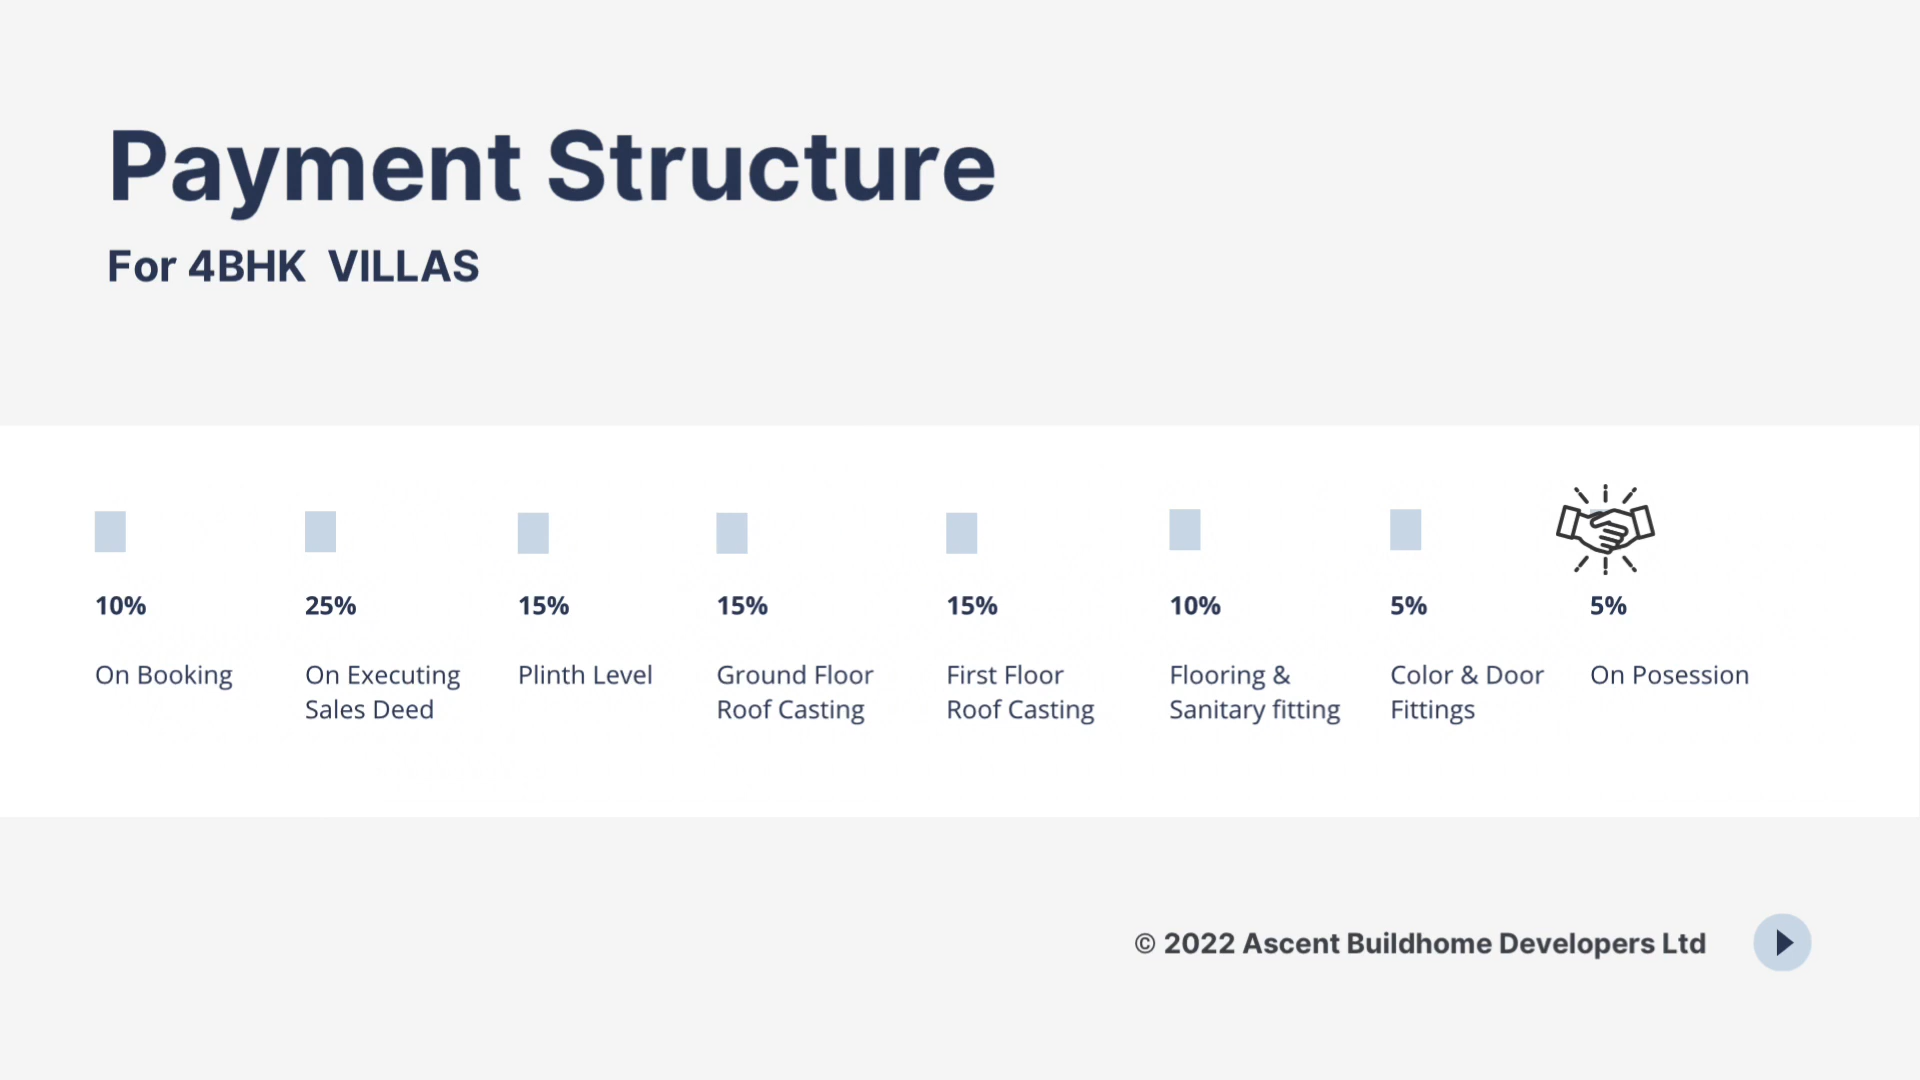 Payment Structure
For 4BHK VILLAS
10%
On Booking
25%
On Executing
Sales Deed
15%
Plinth Level
15%
Ground Floor
Roof Casting
15%
First Floor
Roof Casting
10%
Flooring &
Sanitary fitting
5%
Color & Door
Fittings
5%
On Posession
© 2022 Ascent Buildhome Developers Ltd